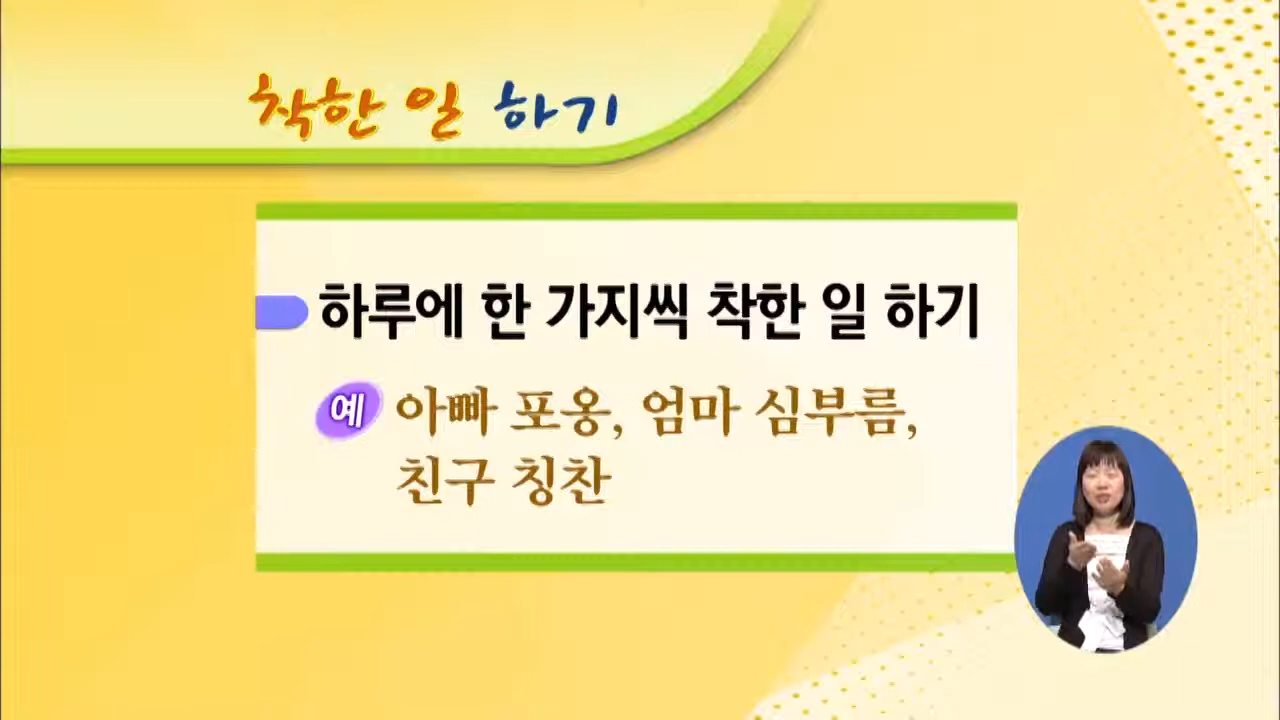 착한 일 하기
하루에 한 가지씩 착한 일 하기
예 아빠 포옹, 엄마 심부름,
친구 칭찬